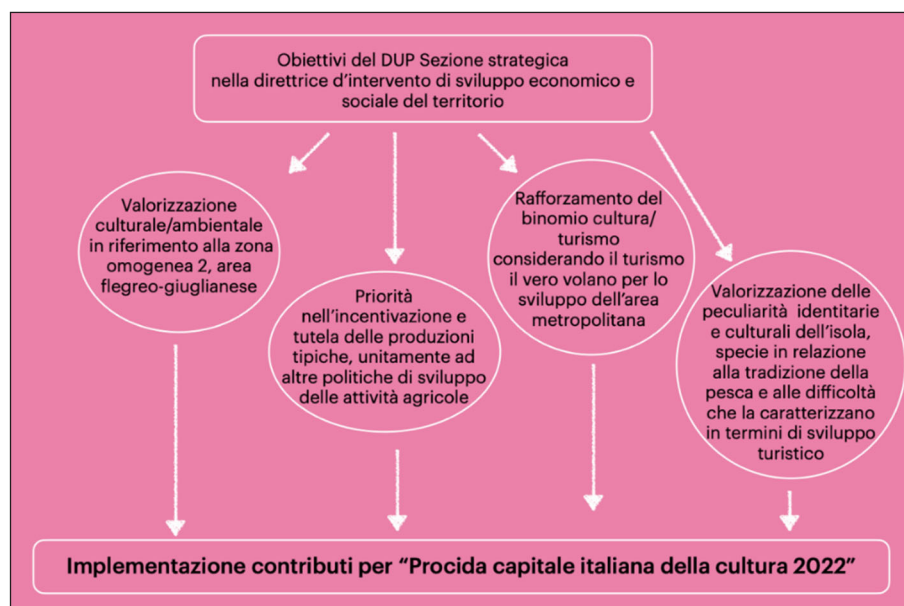 Obiettivi del DUP Sezione strategica
nella direttrice d'intervento di sviluppo economico e
sociale del territorio
Valorizzazione
culturale/ambientale
in riferimento alla zona
omogenea 2, area
flegreo-giuglianese
Priorità
nell'incentivazione e
tutela delle produzioni
tipiche, unitamente ad
altre politiche di sviluppo
delle attività agricole
Rafforzamento del
binomio cultura/
turismo
considerando il turismo
il vero volano per lo
sviluppo dell'area
metropolitana
Valorizzazione delle
peculiarità identitarie
e culturali dell'isola,
specie in relazione
alla tradizione della
pesca e alle difficoltà
che la caratterizzano
in termini di sviluppo
turistico
Implementazione contributi per "Procida capitale italiana della cultura 2022"